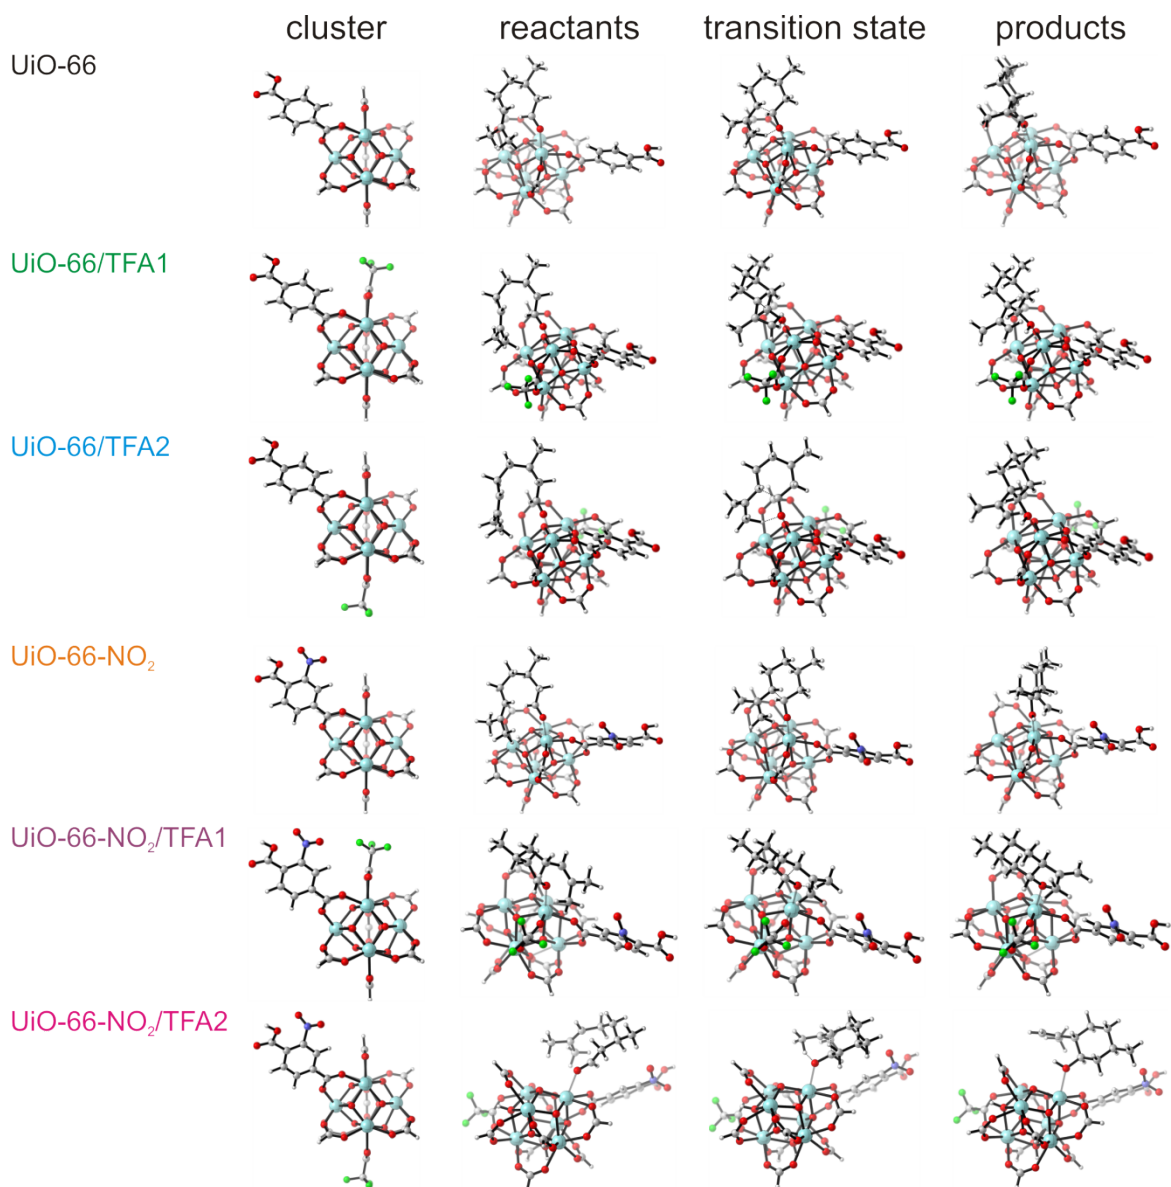 cluster reactants transition state products
UiO-66
UiO-66/TFA1
UiO-66/TFA2
UiO-66-NO₂
UiO-66-NO₂/TFA1
UiO-66-NO₂/TFA2